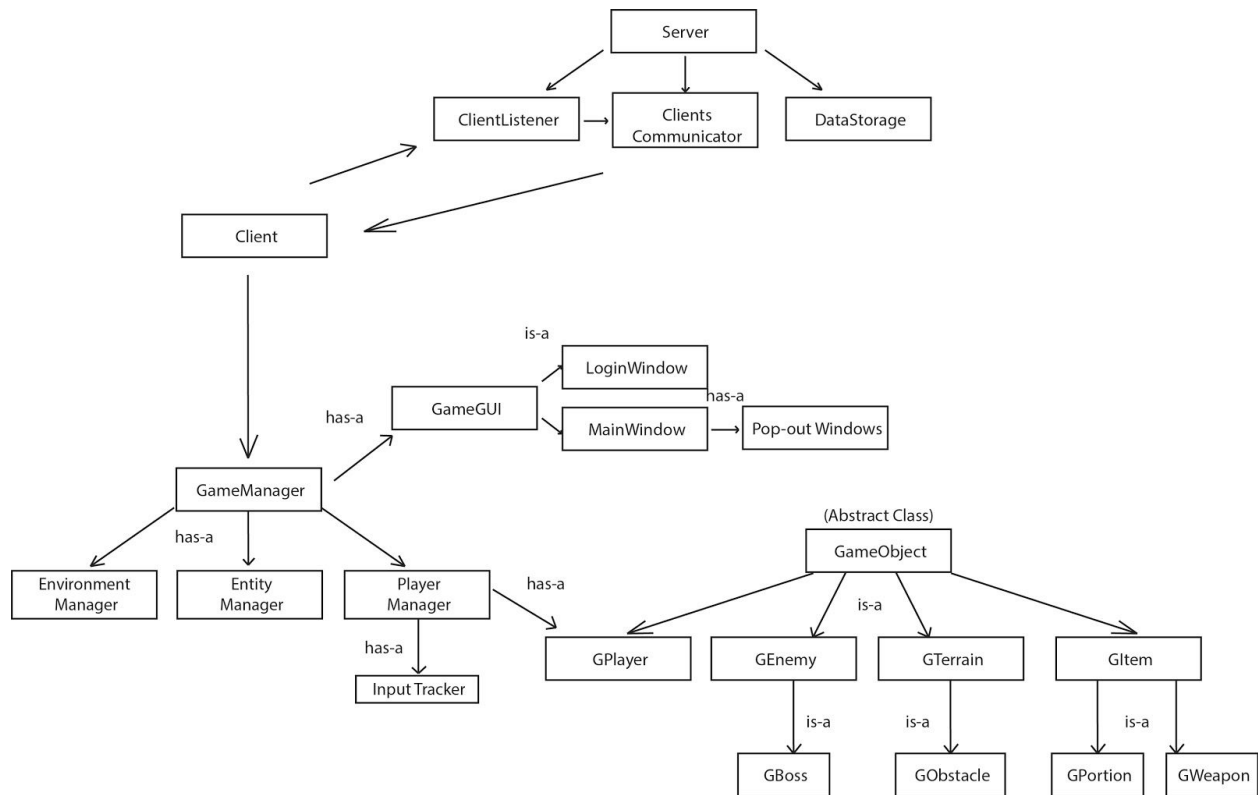 Server
ClientListener
Clients
Communicator
DataStorage
Client
is-a
LoginWindow
has-a
GameGUI
has-a
MainWindow
Pop-out Windows
GameManager
(Abstract Class)
GameObject
has-a
Environment
Manager
Entity
Manager
Player
Manager
has-a
is-a
has-a
GPlayer
GEnemy
GTerrain
GItem
Input Tracker
is-a
is-a
is-a
GBoss
GObstacle
GPortion
GWeapon